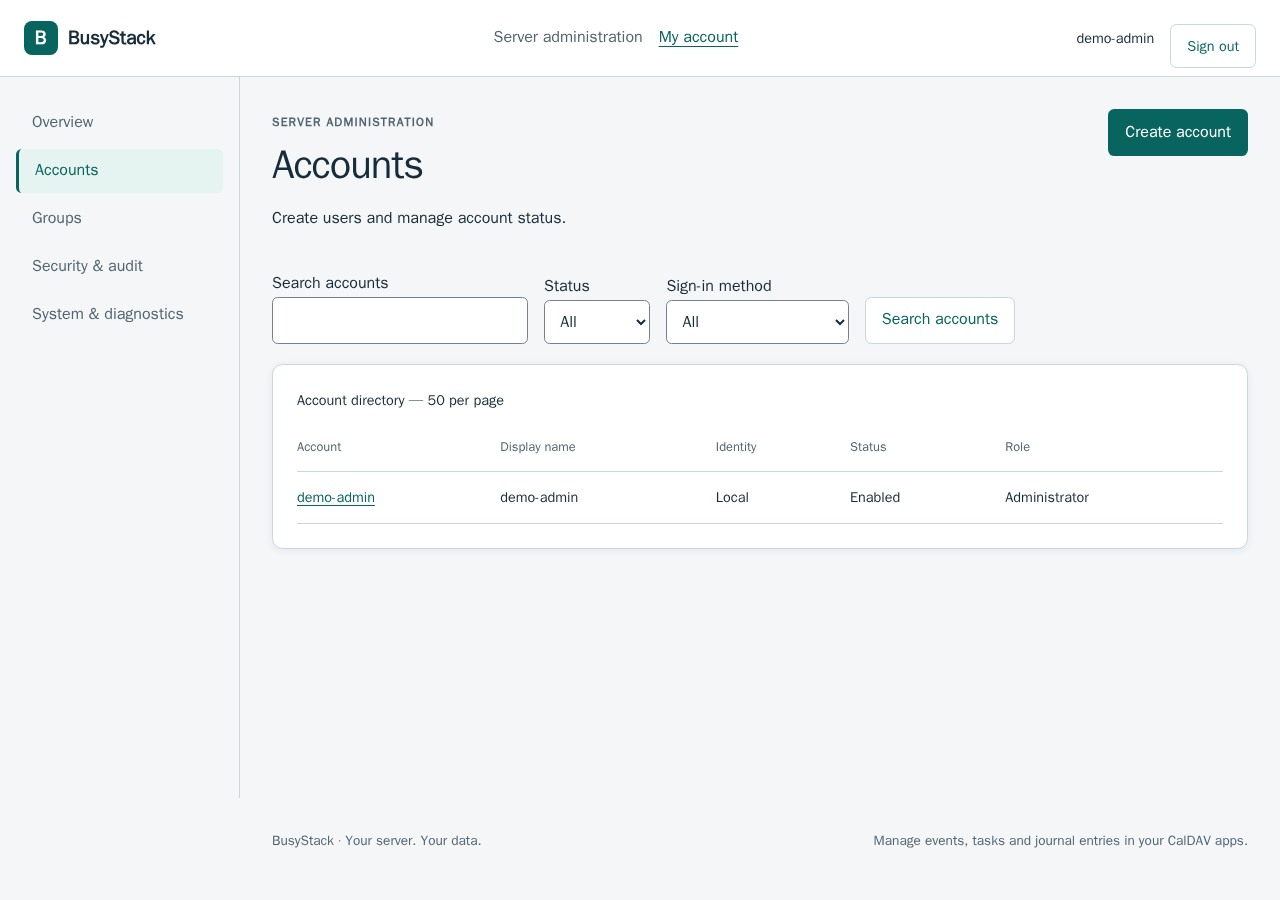 B BusyStack
Server administration My account
demo-admin
Sign out
Overview
Accounts
Groups
Security & audit
System & diagnostics
SERVER ADMINISTRATION
Accounts
Create users and manage account status.
Create account
Search accounts
Status
All
Sign-in method
All
Search accounts
Account directory — 50 per page
Account Display name Identity Status Role
demo-admin demo-admin Local Enabled Administrator
BusyStack · Your server. Your data.
Manage events, tasks and journal entries in your CalDAV apps.